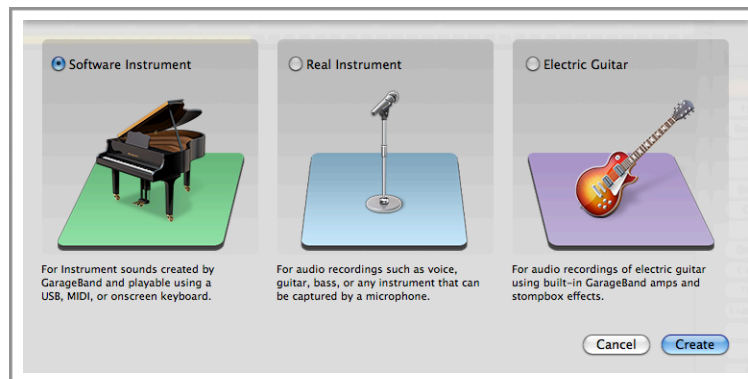 Software Instrument
Real Instrument
Electric Guitar
For Instrument sounds created by
GarageBand and playable using a
USB, MIDI, or onscreen keyboard.
For audio recordings such as voice,
guitar, bass, or any instrument that can
be captured by a microphone.
For audio recordings of electric guitar
using built-in GarageBand amps and
stompbox effects.
Cancel
Create